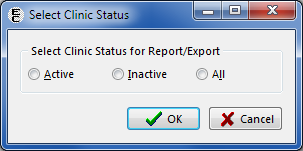 Select Clinic Status
Select Clinic Status for Report/Export
Active Inactive All
OK Cancel